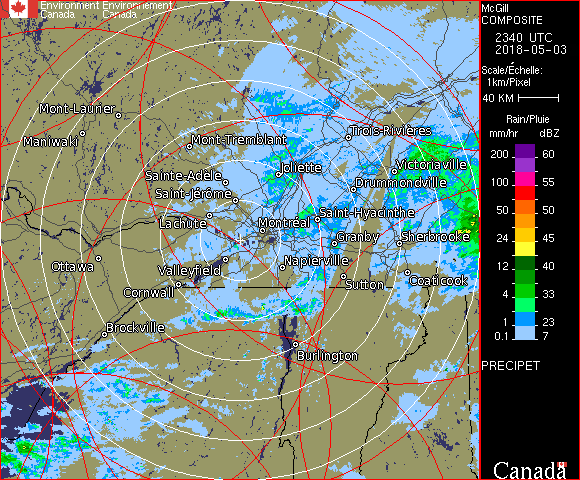 Environment Environnement
Canada Canada
McGill
COMPOSITE
2340 UTC
2018-05-03
Scale/Échelle:
1km/Pixel
40 KM
Rain/Pluie
mm/hr dBZ
200 60
100 55
50 50
24 45
12 40
4 33
1 23
0.1 7
PRECIPET
Mont-Laurier
Maniwaki
Mont-Tremblant
Trois-Rivières
Sainte-Adèle
Joliette
Victoriaville
Saint-Jérôme
Drummondville
Lachute
Montréal
Saint-Hyacinthe
Granby
Sherbrooke
Ottawa
Valleyfield
Napierville
Cornwall
Sutton
Coaticook
Brockville
Burlington
Canada